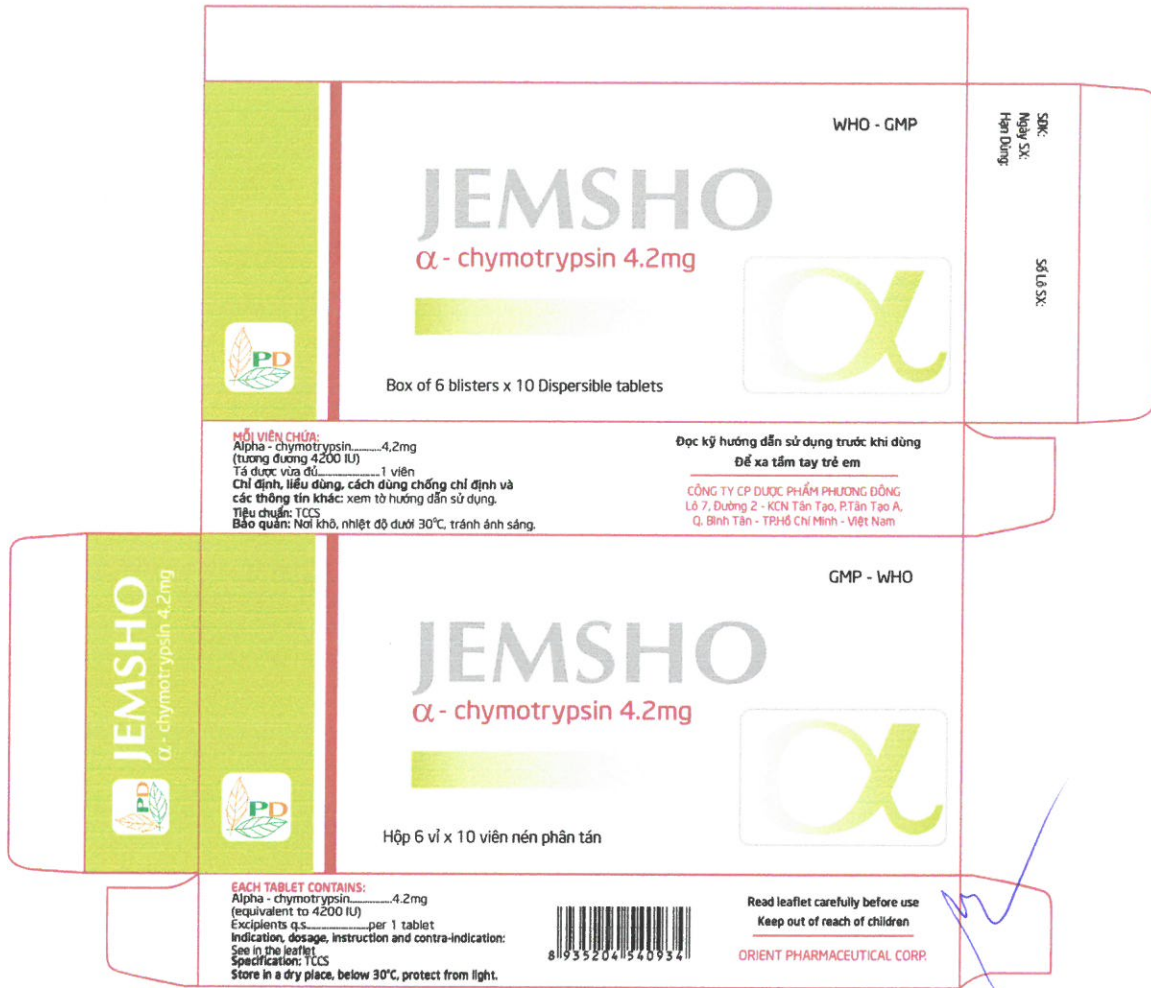 WHO - GMP
JEMSHO
α - chymotrypsin 4.2mg
PD
Box of 6 blisters x 10 Dispersible tablets
SĐK:
Ngày SX:
Hạn Dùng:
Số Lô SX:
MỖI VIÊN CHỨA:
Alpha - chymotrypsin............4,2mg
(tương đương 4200 IU)
Tá dược vừa đủ......................1 viên
Chỉ định, liều dùng, cách dùng chống chỉ định và
các thông tin khác: xem tờ hướng dẫn sử dụng.
Tiêu chuẩn: TCCS
Bảo quản: Nơi khô, nhiệt độ dưới 30°C, tránh ánh sáng.
Đọc kỹ hướng dẫn sử dụng trước khi dùng
Để xa tầm tay trẻ em
CÔNG TY CP DƯỢC PHẨM PHƯƠNG ĐÔNG
Lô 7, Đường 2 - KCN Tân Tạo, P.Tân Tạo A,
Q. Bình Tân - TP.Hồ Chí Minh - Việt Nam
JEMSHO
α - chymotrypsin 4.2mg
PD
GMP - WHO
JEMSHO
α - chymotrypsin 4.2mg
PD
Hộp 6 vỉ x 10 viên nén phân tán
EACH TABLET CONTAINS:
Alpha - chymotrypsin...............4.2mg
(equivalent to 4200 IU)
Excipients q.s......................per 1 tablet
Indication, dosage, instruction and contra-indication:
See in the leaflet
Specification: TCCS
Store in a dry place, below 30°C, protect from light.
8 935204 540934
Read leaflet carefully before use
Keep out of reach of children
ORIENT PHARMACEUTICAL CORP.